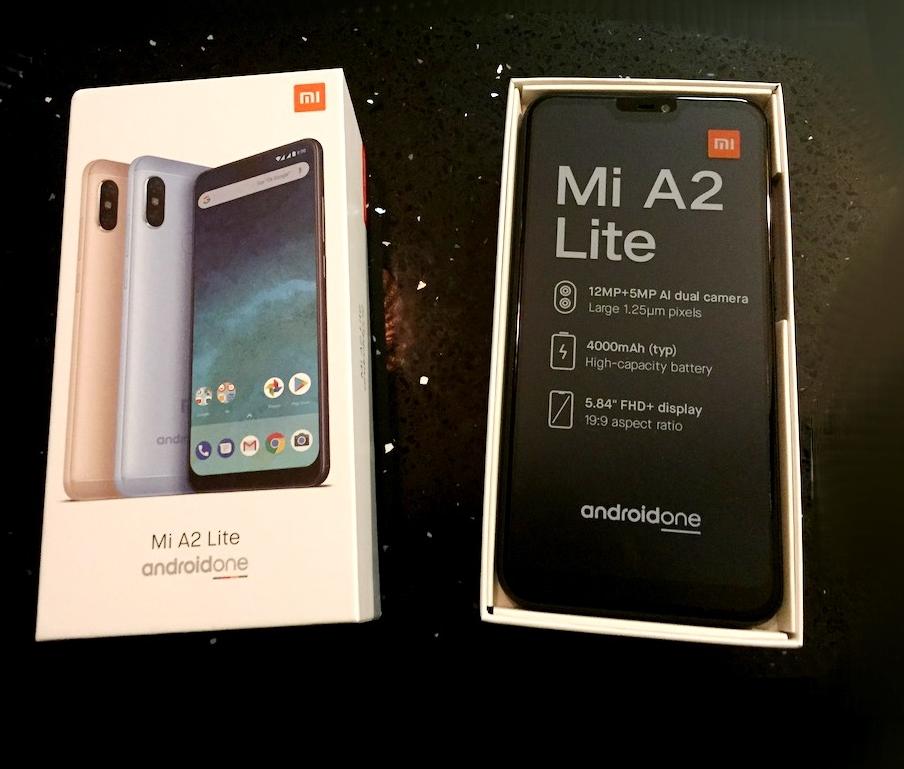 mi
Mi A2 Lite
androidone
mi
Mi A2
Lite
12MP+5MP AI dual camera
Large 1.25μm pixels
4000mAh (typ)
High-capacity battery
5.84" FHD+ display
19:9 aspect ratio
androidone